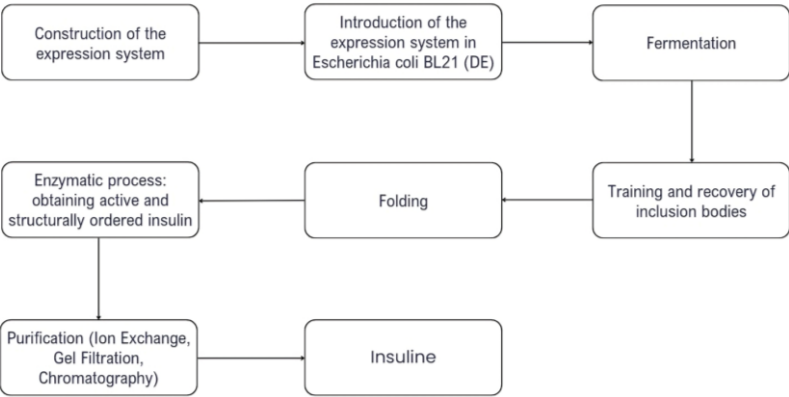 Construction of the
expression system
Introduction of the
expression system in
Escherichia coli BL21 (DE)
Fermentation
Training and recovery of
inclusion bodies
Folding
Enzymatic process:
obtaining active and
structurally ordered insulin
Purification (Ion Exchange,
Gel Filtration,
Chromatography)
Insuline